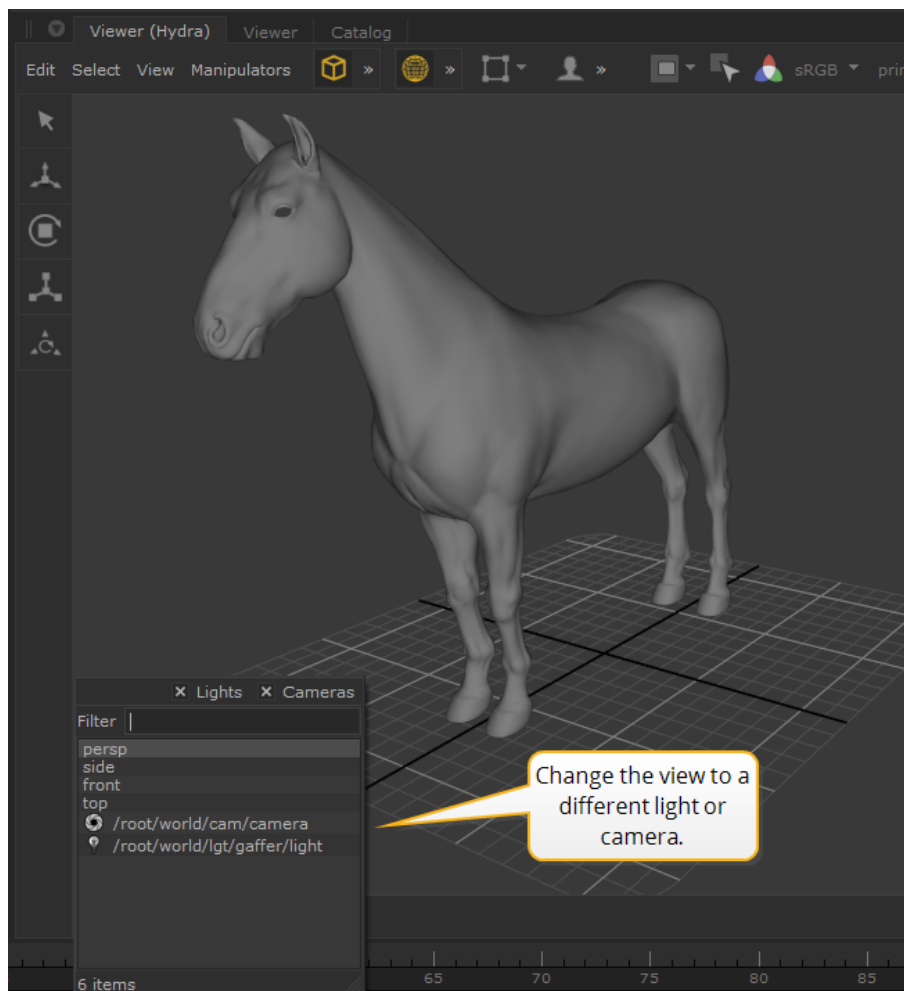 Viewer (Hydra) Viewer Catalog
Edit Select View Manipulators » » » sRGB
Lights Cameras
Filter
persp
side
front
top
/root/world/cam/camera
/root/world/lgt/gaffer/light
6 items
Change the view to a
different light or
camera.
65 70 75 80 85